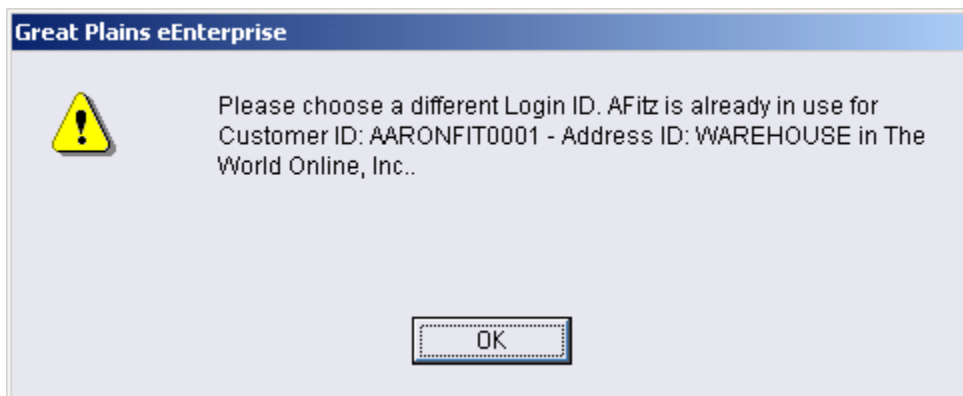 Great Plains eEnterprise
Please choose a different Login ID. AFitz is already in use for
Customer ID: AARONFIT0001 - Address ID: WAREHOUSE in The
World Online, Inc..
OK